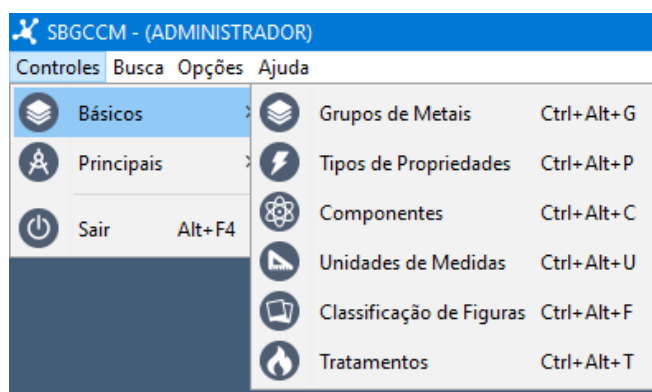 SBGCCM - (ADMINISTRADOR)
Controles Busca Opções Ajuda
Básicos
Principais
Sair Alt+F4
Grupos de Metais Ctrl+Alt+G
Tipos de Propriedades Ctrl+Alt+P
Componentes Ctrl+Alt+C
Unidades de Medidas Ctrl+Alt+U
Classificação de Figuras Ctrl+Alt+F
Tratamentos Ctrl+Alt+T